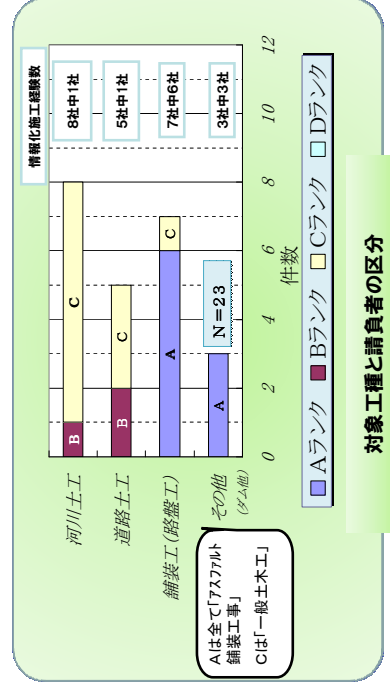 情報化施工経験数
河川土工
B
C
8社中1社
道路土工
B
C
5社中1社
舗装工(路盤工)
A
C
7社中6社
その他
(ダム他)
A
N＝23
3社中3社
0
2
4
6
8
10
12
件数
Aランク
Bランク
Cランク
Dランク
Aは全て「アスファルト
舗装工事」
Cは「一般土木工」
対象工種と請負者の区分